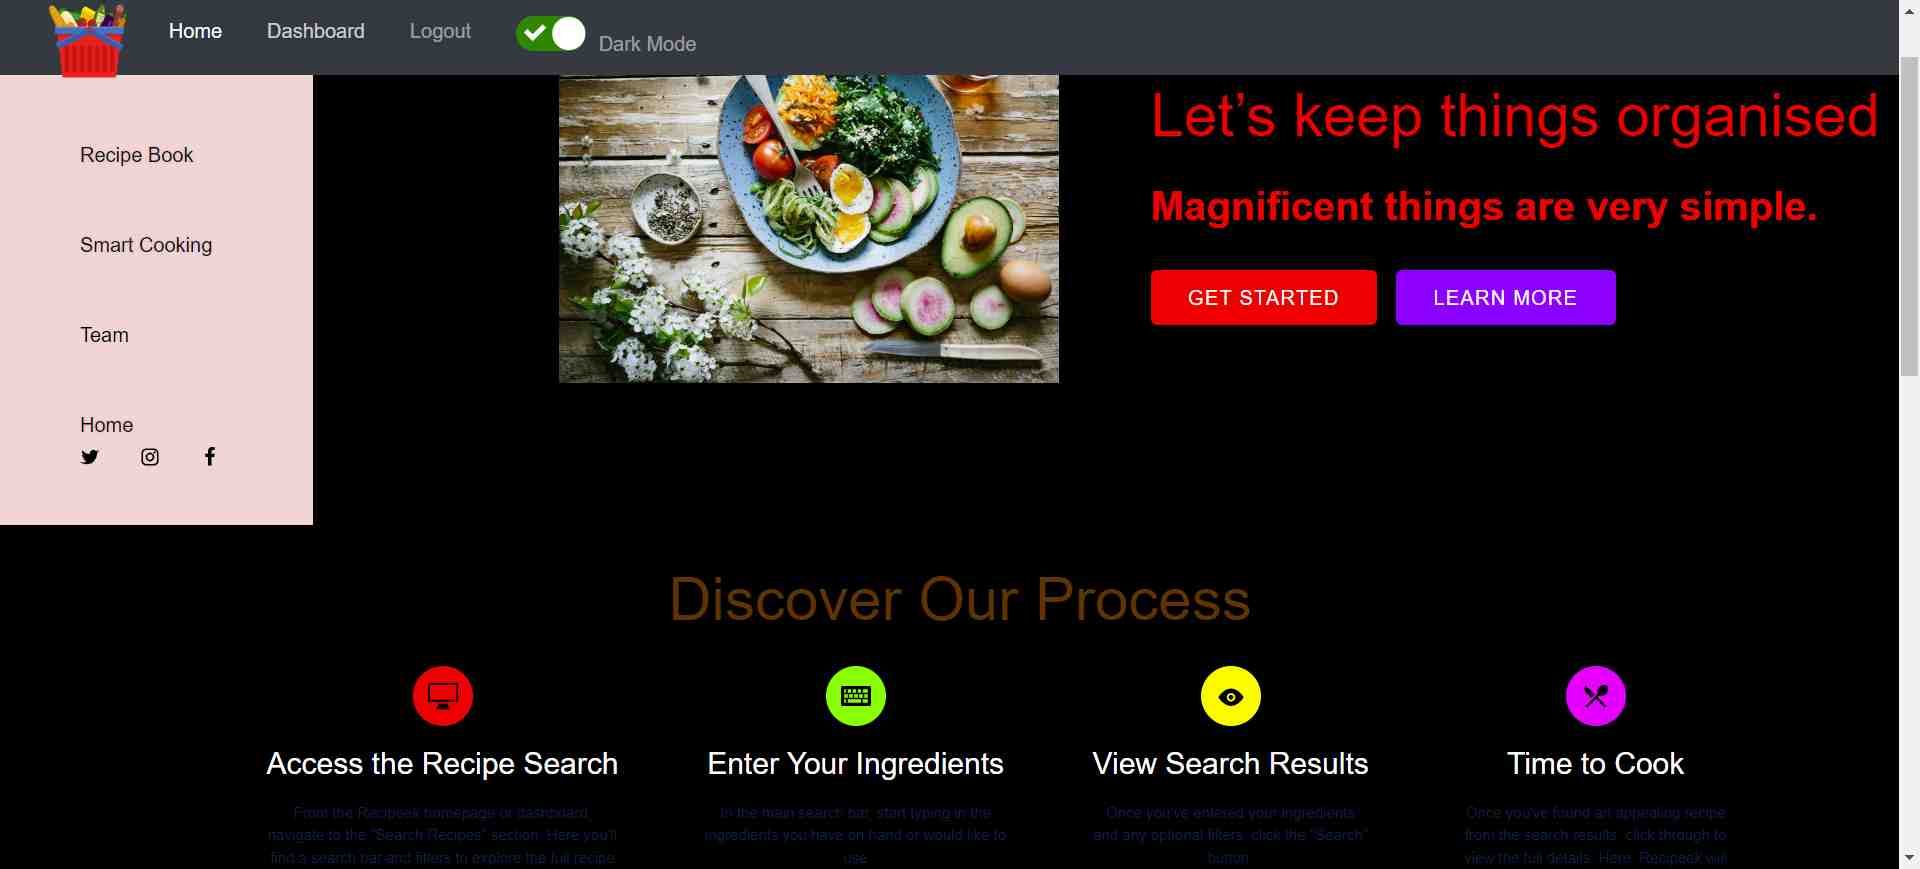 Home
Dashboard
Logout
Dark Mode
Recipe Book
Smart Cooking
Team
Home
Let’s keep things organised
Magnificent things are very simple.
GET STARTED
LEARN MORE
Discover Our Process
Access the Recipe Search
From the Recipeek homepage or dashboard,
navigate to the "Search Recipes" section. Here you'll
find a search bar and filters to explore the full recipe
Enter Your Ingredients
In the main search bar, start typing in the
ingredients you have on hand or would like to
use.
View Search Results
Once you've entered your ingredients
and any optional filters, click the "Search"
button.
Time to Cook
Once you've found an appealing recipe
from the search results, click through to
view the full details. Here, Recipeek will